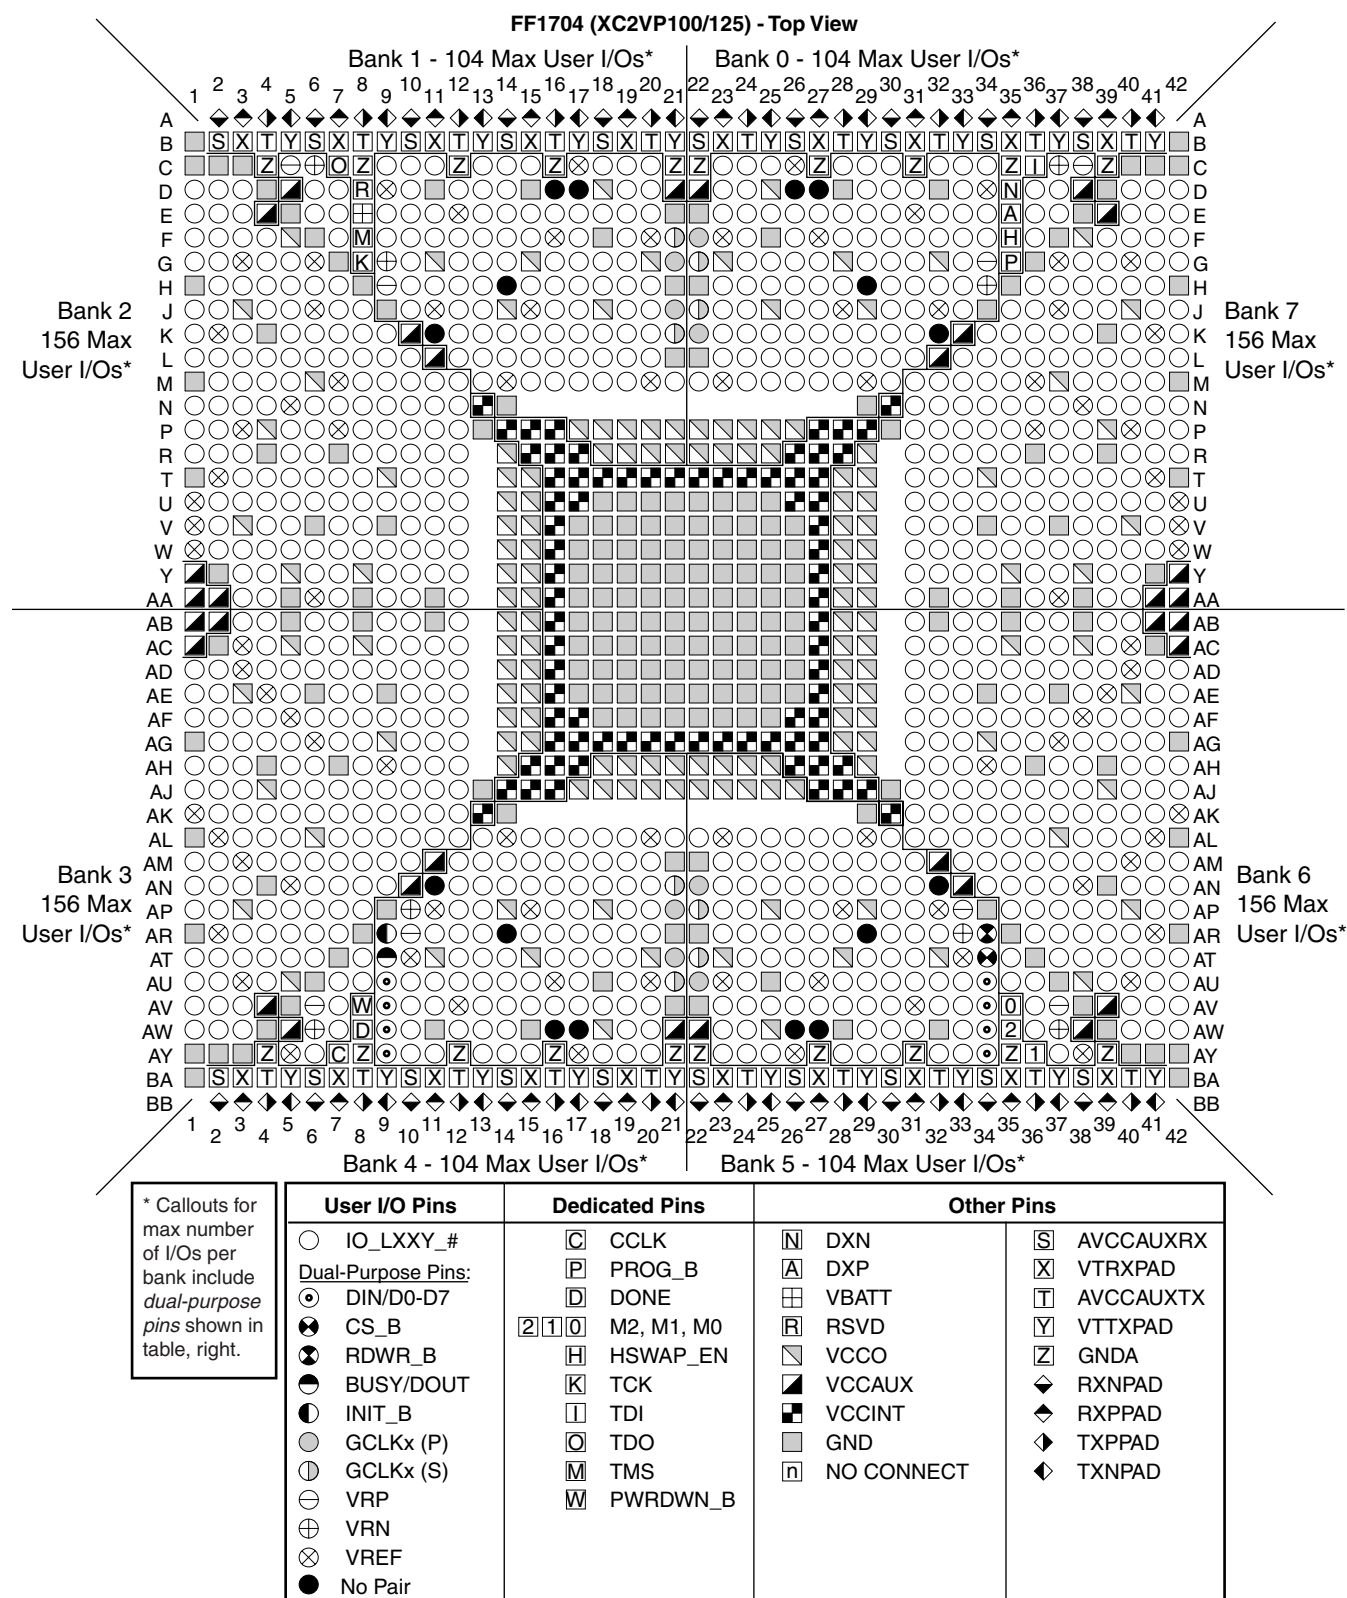 FF1704 (XC2VP100/125) - Top View
Bank 1 - 104 Max User I/Os*
Bank 0 - 104 Max User I/Os*
1 2 3 4 5 6 7 8 9 10 11 12 13 14 15 16 17 18 19 20 21 22 23 24 25 26 27 28 29 30 31 32 33 34 35 36 37 38 39 40 41 42
A A
B S X T Y S X T Y S X T Y S X T Y S X T Y S X T Y S X T Y S X T Y S X T Y S X T Y B
C Z O Z Z Z Z Z Z Z Z I Z C
D R N D
E A E
F M H F
G K P G
H H
J J
K K
L L
M M
N N
P P
R R
T T
U U
V V
W W
Y Y
AA AA
AB AB
AC AC
AD AD
AE AE
AF AF
AG AG
AH AH
AJ AJ
AK AK
AL AL
AM AM
AN AN
AP AP
AR AR
AT AT
AU AU
AV W 0 AV
AW D 2 AW
AY Z C Z Z Z Z Z Z Z Z 1 Z AY
BA S X T Y S X T Y S X T Y S X T Y S X T Y S X T Y S X T Y S X T Y S X T Y S X T Y BA
BB BB
1 2 3 4 5 6 7 8 9 10 11 12 13 14 15 16 17 18 19 20 21 22 23 24 25 26 27 28 29 30 31 32 33 34 35 36 37 38 39 40 41 42
Bank 2
156 Max
User I/Os*
Bank 7
156 Max
User I/Os*
Bank 3
156 Max
User I/Os*
Bank 6
156 Max
User I/Os*
Bank 4 - 104 Max User I/Os*
Bank 5 - 104 Max User I/Os*
* Callouts for
max number
of I/Os per
bank include
dual-purpose
pins shown in
table, right.
User I/O Pins
IO_LXXY_#
Dual-Purpose Pins:
DIN/D0-D7
CS_B
RDWR_B
BUSY/DOUT
INIT_B
GCLKx (P)
GCLKx (S)
VRP
VRN
VREF
No Pair
Dedicated Pins
C CCLK
P PROG_B
D DONE
2 1 0 M2, M1, M0
H HSWAP_EN
K TCK
I TDI
O TDO
M TMS
W PWRDWN_B
Other Pins
N DXN
A DXP
VBATT
R RSVD
VCCO
VCCAUX
VCCINT
GND
n NO CONNECT
S AVCCAUXRX
X VTRXPAD
T AVCCAUXTX
Y VTTXPAD
Z GNDA
RXNPAD
RXPPAD
TXPPAD
TXNPAD